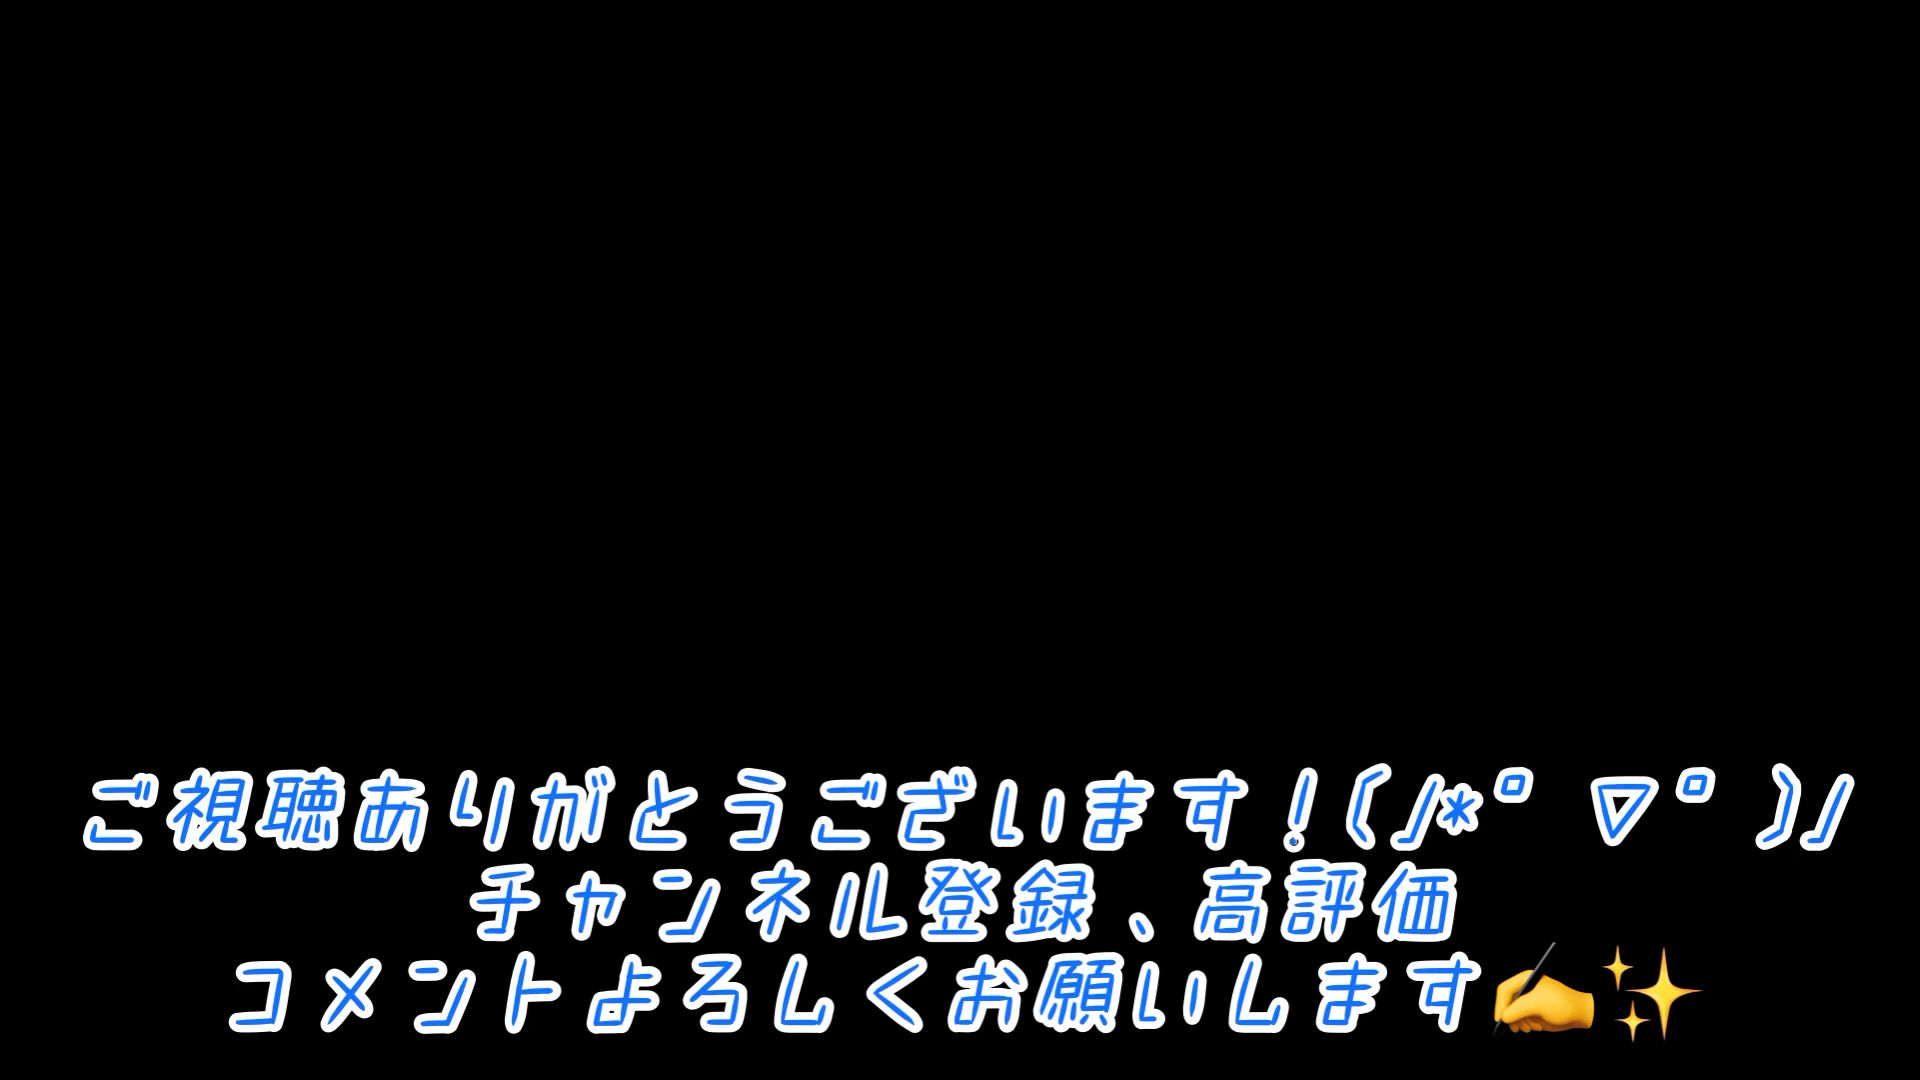 ご視聴ありがとうございます!(ﾉ*ﾟ▽ﾟ)ﾉ
チャンネル登録、高評価
コメントよろしくお願いします✍✨